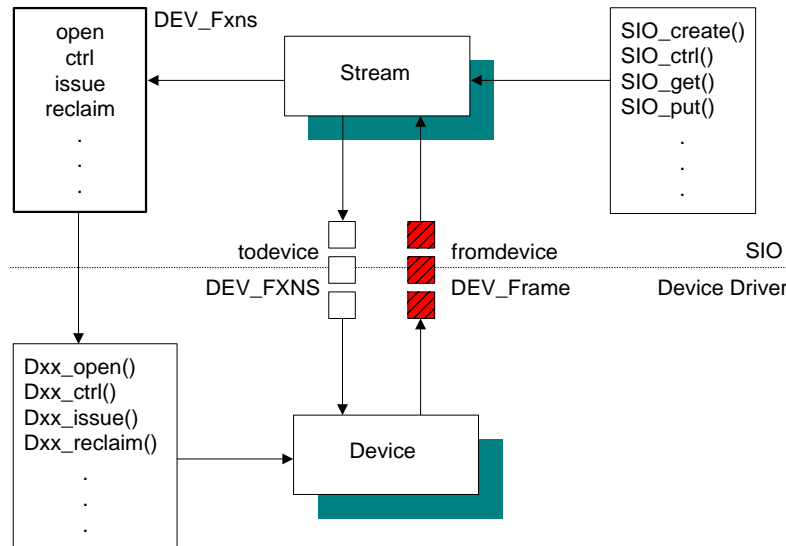 DEV_Fxns
open
ctrl
issue
reclaim
.
.
.
Stream
SIO_create()
SIO_ctrl()
SIO_get()
SIO_put()
.
.
.
todevice
fromdevice
SIO
DEV_FXNS
DEV_Frame
Device Driver
Dxx_open()
Dxx_ctrl()
Dxx_issue()
Dxx_reclaim()
.
.
.
Device